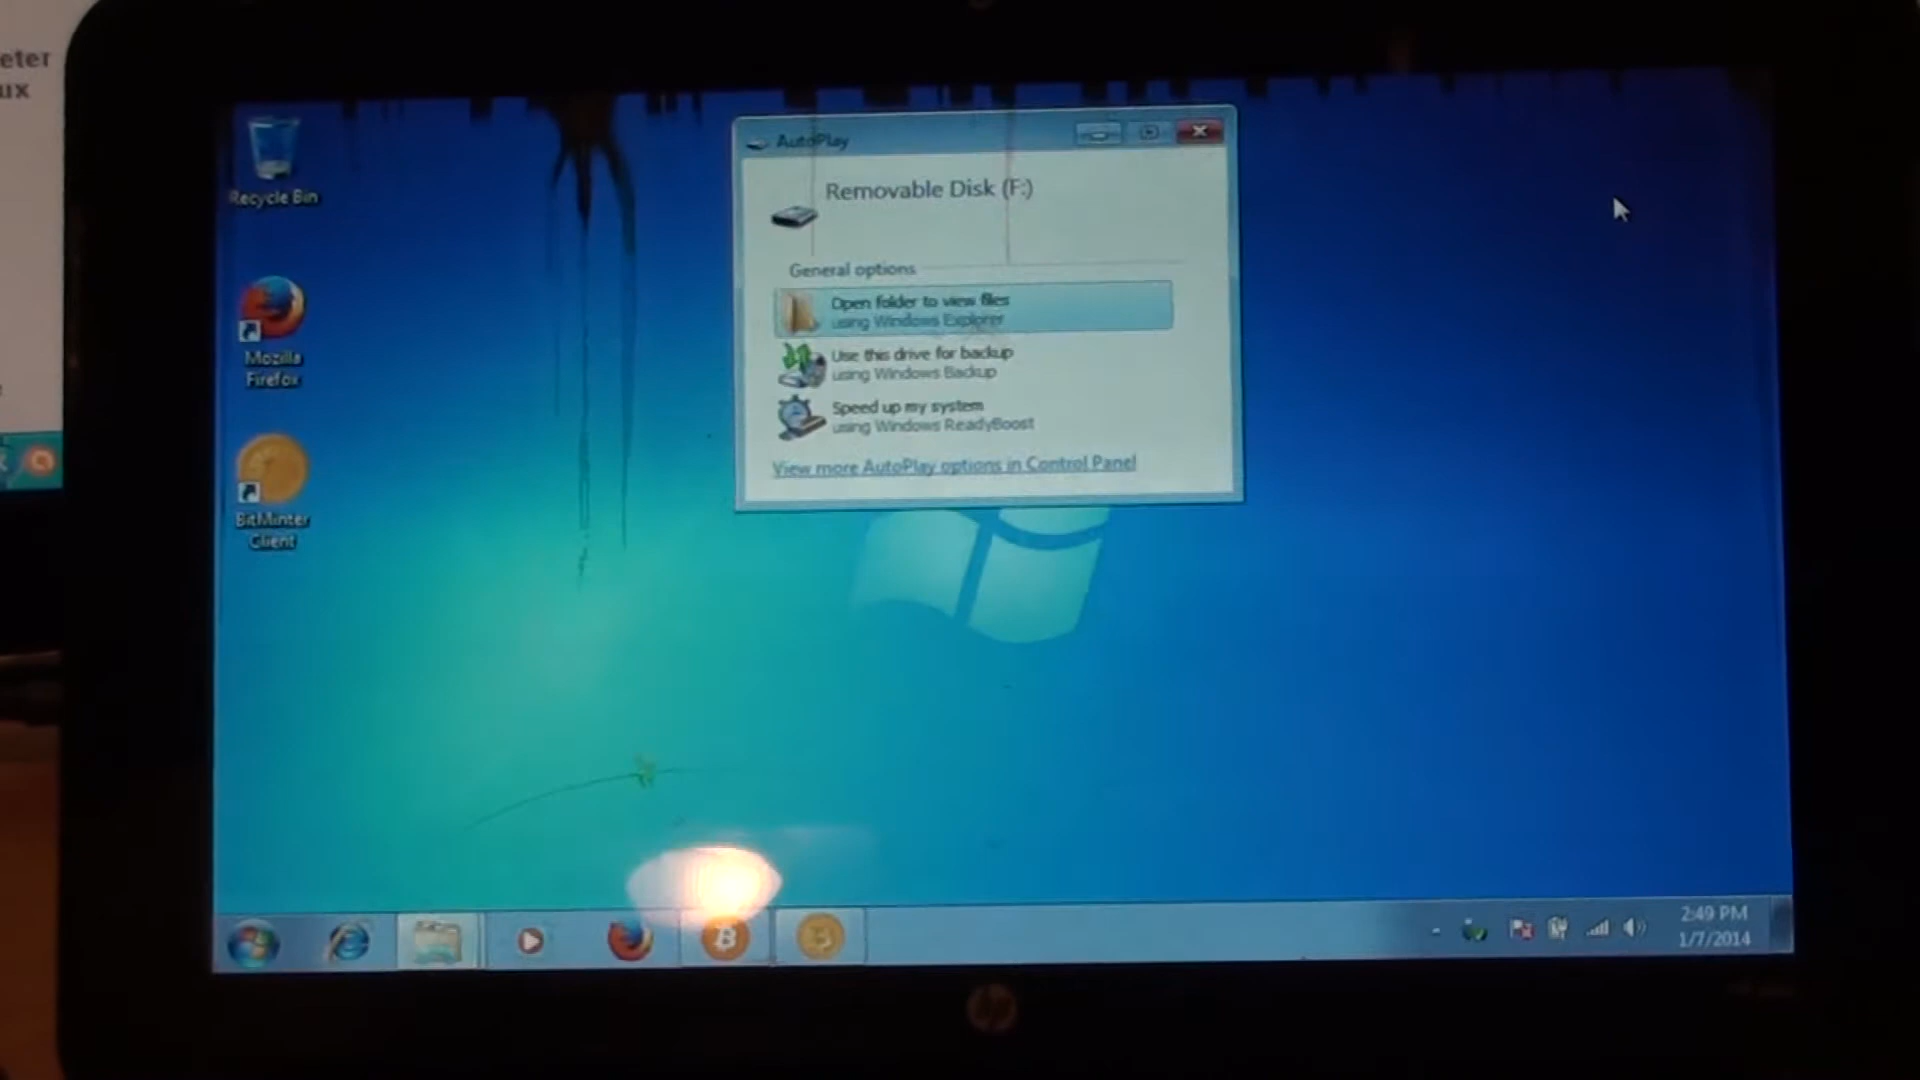 eter
ux
Recycle Bin
Mozilla
Firefox
BitMinter
Client
AutoPlay
Removable Disk (F:)
General options
Open folder to view files
using Windows Explorer
Use this drive for backup
using Windows Backup
Speed up my system
using Windows ReadyBoost
View more AutoPlay options in Control Panel
2:49 PM
1/7/2014
hp